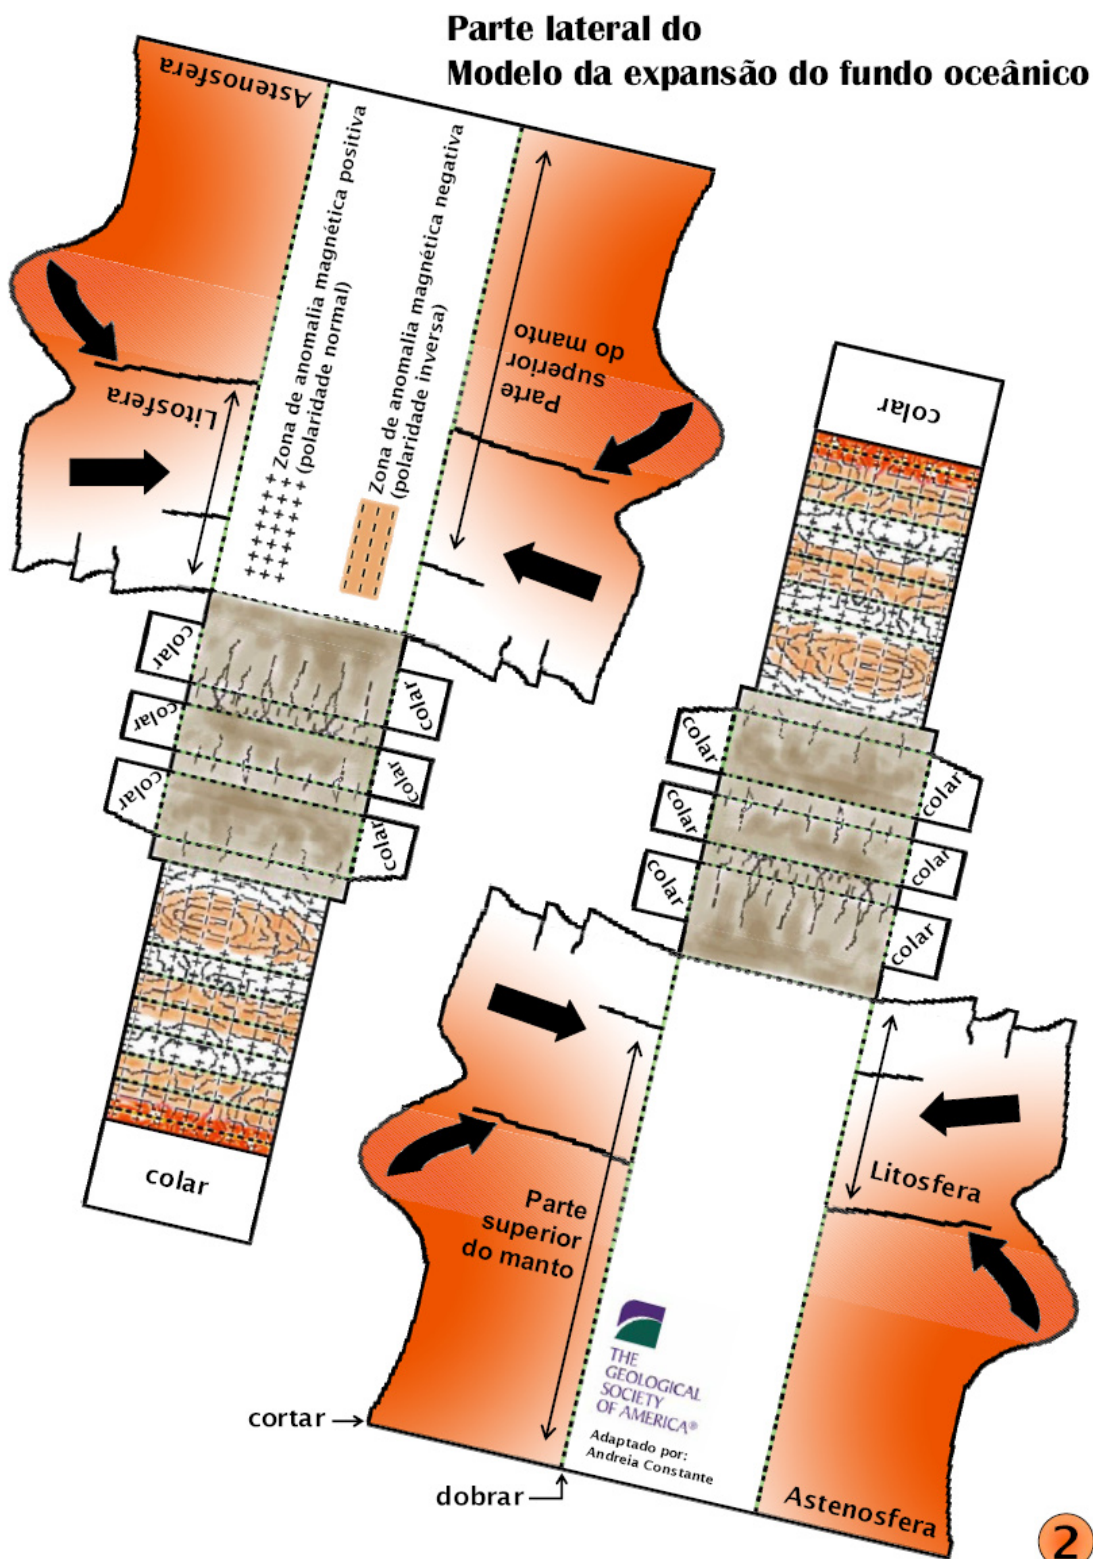 Parte lateral do
Modelo da expansão do fundo oceânico
Astenosfera
Zona de anomalia magnética positiva
(polaridade normal)
Zona de anomalia magnética negativa
(polaridade inversa)
Parte
superior
do manto
Litosfera
colar
colar
colar
colar
colar
colar
colar
colar
colar
colar
colar
colar
colar
colar
Parte
superior
do manto
Litosfera
THE
GEOLOGICAL
SOCIETY
OF AMERICA®
Adaptado por:
Andreia Constante
cortar
dobrar
Astenosfera
2